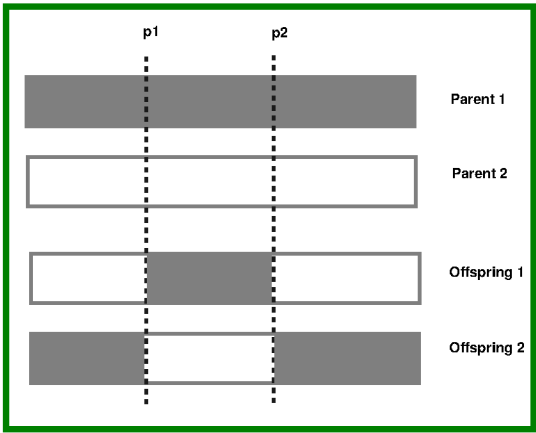 p1 p2
Parent 1
Parent 2
Offspring 1
Offspring 2